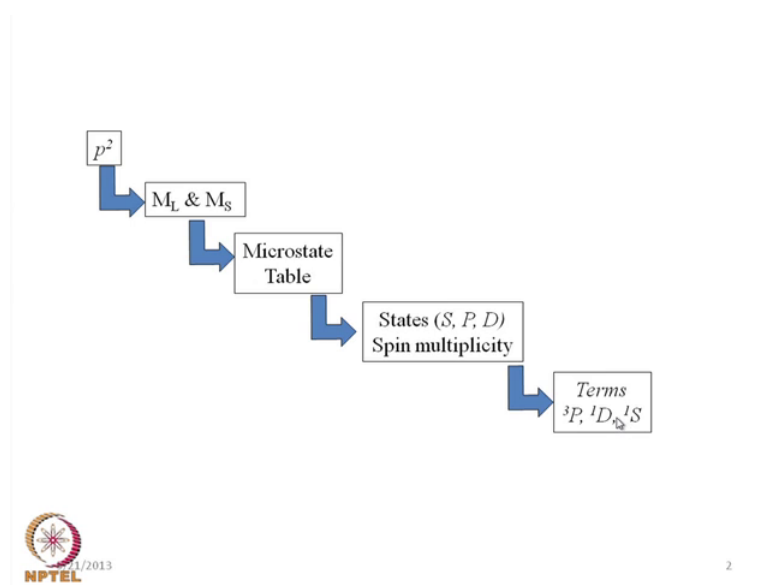 p²
M_L & M_S
Microstate
Table
States (S, P, D)
Spin multiplicity
Terms
³P, ¹D, ¹S
21/2013
2
NPTEL